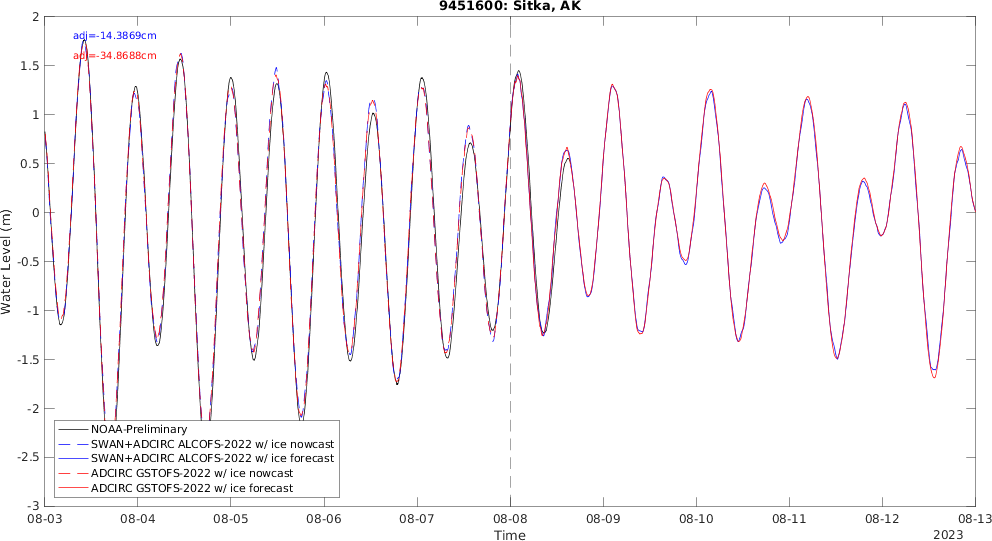 9451600: Sitka, AK
adj=-14.3869cm
adj=-34.8688cm
2
1.5
1
0.5
0
-0.5
-1
-1.5
-2
-2.5
-3
Water Level (m)
NOAA-Preliminary
SWAN+ADCIRC ALCOFS-2022 w/ ice nowcast
SWAN+ADCIRC ALCOFS-2022 w/ ice forecast
ADCIRC GSTOFS-2022 w/ ice nowcast
ADCIRC GSTOFS-2022 w/ ice forecast
08-03 08-04 08-05 08-06 08-07 08-08 08-09 08-10 08-11 08-12 08-13
Time
2023